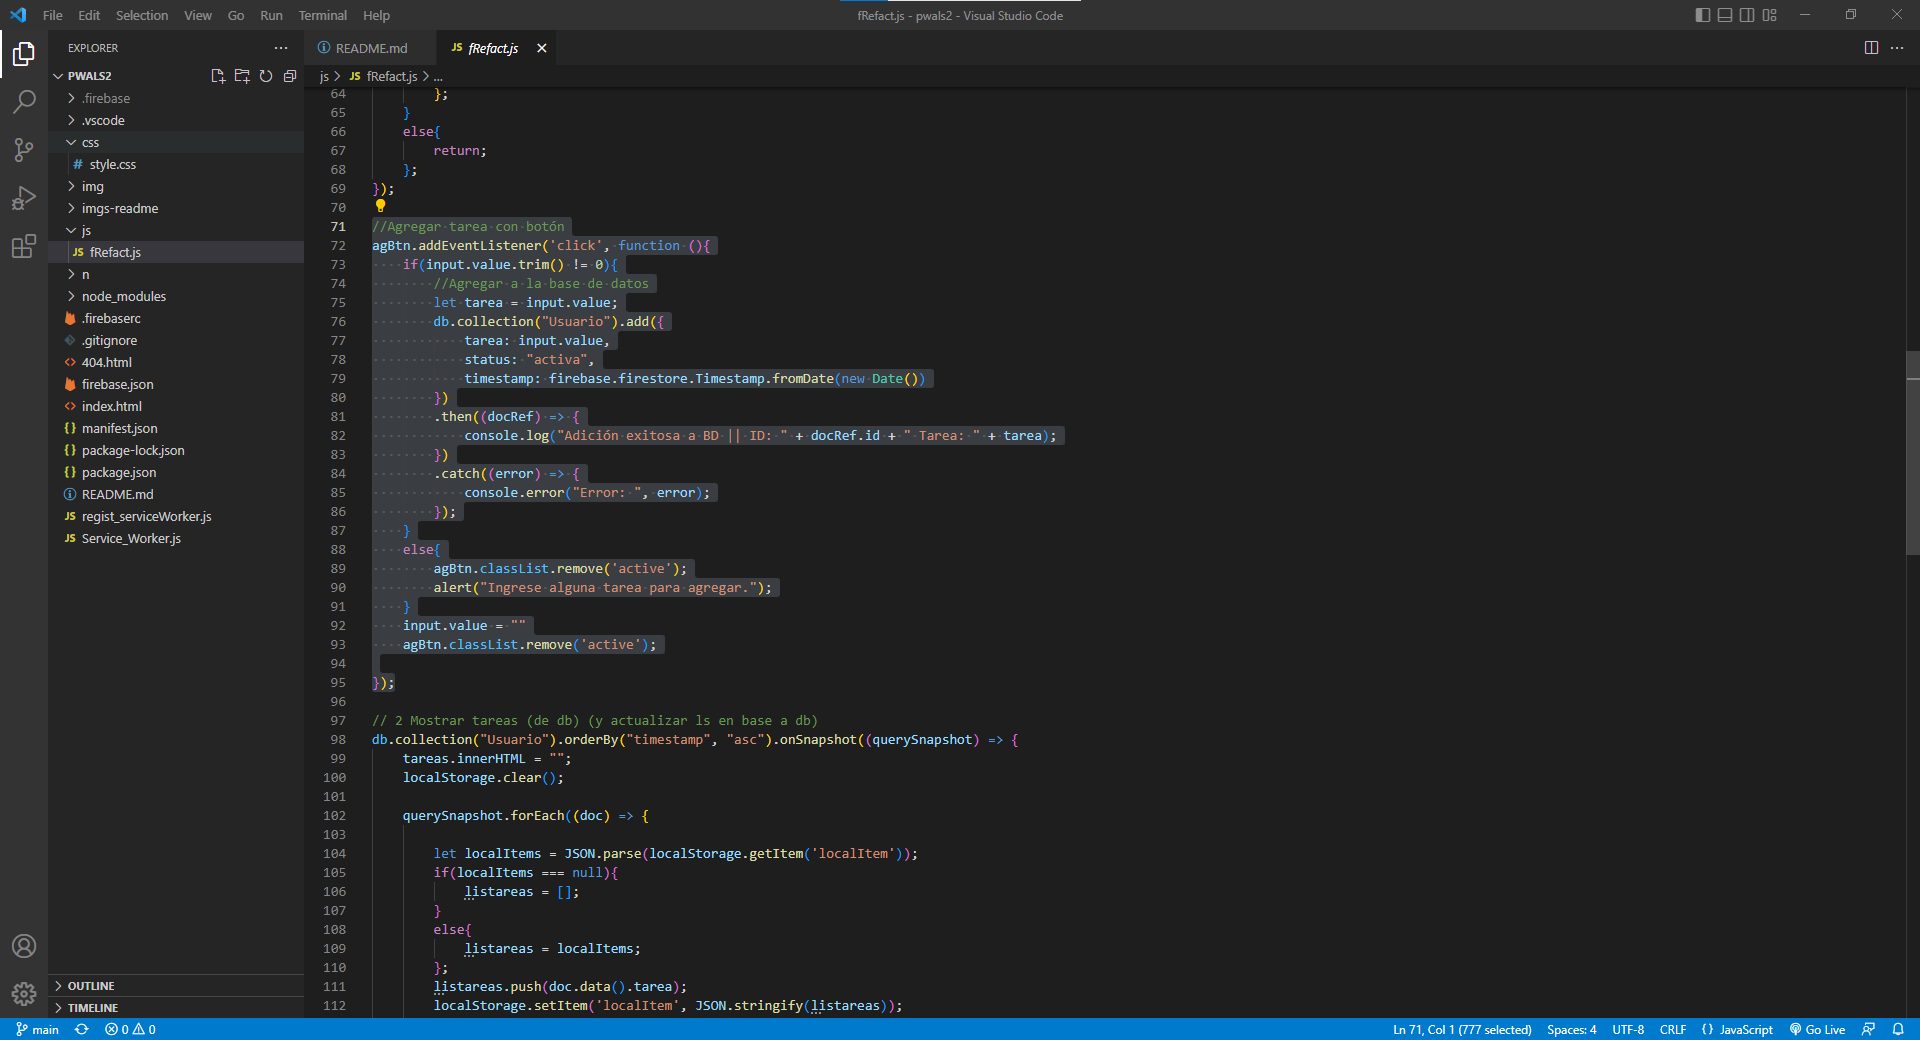 File Edit Selection View Go Run Terminal Help
fRefact.js - pwals2 - Visual Studio Code
EXPLORER
PWALS2
.firebase
.vscode
css
# style.css
img
imgs-readme
js
JS fRefact.js
n
node_modules
.firebaserc
.gitignore
<> 404.html
firebase.json
<> index.html
{} manifest.json
{} package-lock.json
{} package.json
README.md
JS regist_serviceWorker.js
JS Service_Worker.js
OUTLINE
TIMELINE
README.md
JS fRefact.js
js > JS fRefact.js > ...
64 };
65 }
66 else{
67 return;
68 };
69 });
70
71 //Agregar tarea con botón
72 agBtn.addEventListener('click', function (){
73 if(input.value.trim() != 0){
74 //Agregar a la base de datos
75 let tarea = input.value;
76 db.collection("Usuario").add({
77 tarea: input.value,
78 status: "activa",
79 timestamp: firebase.firestore.Timestamp.fromDate(new Date())
80 })
81 .then((docRef) => {
82 console.log("Adición exitosa a BD || ID: " + docRef.id + " Tarea: " + tarea);
83 })
84 .catch((error) => {
85 console.error("Error: ", error);
86 });
87 }
88 else{
89 agBtn.classList.remove('active');
90 alert("Ingrese alguna tarea para agregar.");
91 }
92 input.value = ""
93 agBtn.classList.remove('active');
94
95 });
96
97 // 2 Mostrar tareas (de db) (y actualizar ls en base a db)
98 db.collection("Usuario").orderBy("timestamp", "asc").onSnapshot((querySnapshot) => {
99 tareas.innerHTML = "";
100 localStorage.clear();
101
102 querySnapshot.forEach((doc) => {
103
104 let localItems = JSON.parse(localStorage.getItem('localItem'));
105 if(localItems === null){
106 listareas = [];
107 }
108 else{
109 listareas = localItems;
110 };
111 listareas.push(doc.data().tarea);
112 localStorage.setItem('localItem', JSON.stringify(listareas));
main 0 0
Ln 71, Col 1 (777 selected) Spaces: 4 UTF-8 CRLF {} JavaScript Go Live